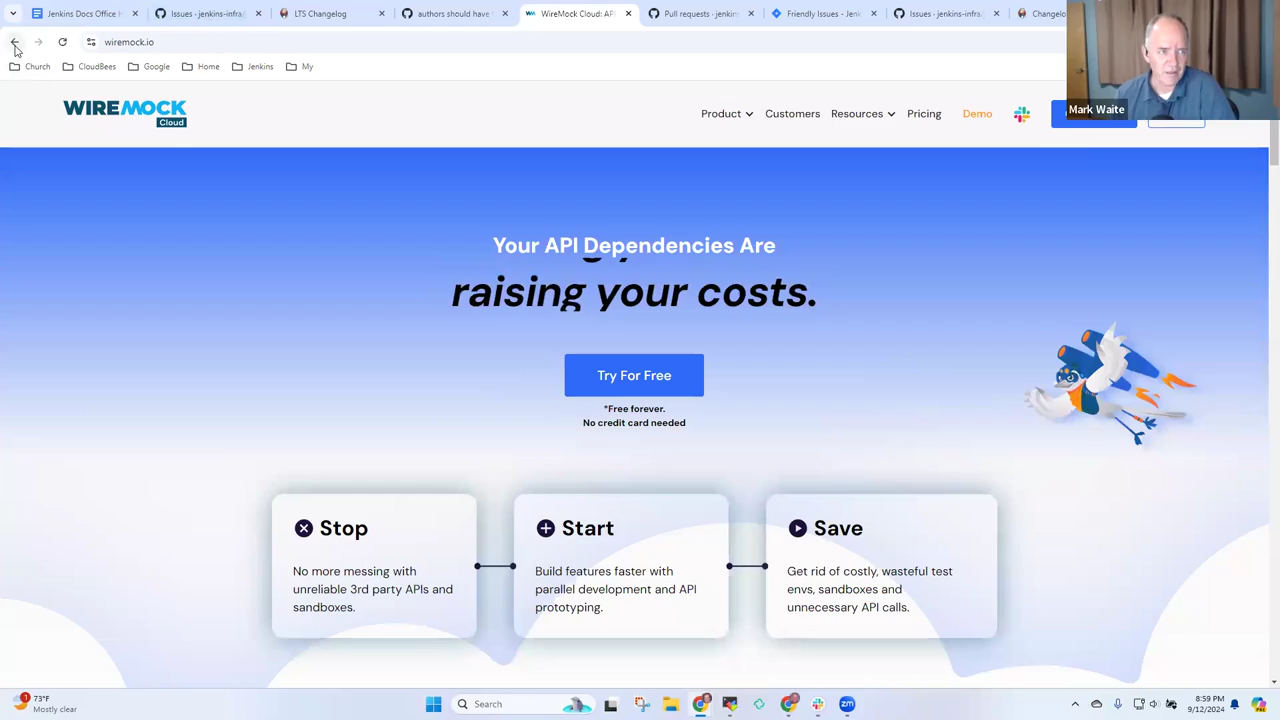 Jenkins Docs Office H
Issues · jenkins-infra/j
LTS Changelog
authors should have t
WireMock Cloud: API
Pull requests · jenkins
Friendly Issues - Jenk
Issues · jenkins-infra/j
Changelo
wiremock.io
Church
CloudBees
Google
Home
Jenkins
My
Mark Waite
WIREMOCK
Cloud
Product
Customers
Resources
Pricing
Demo
Your API Dependencies Are
raising your costs.
Try For Free
*Free forever.
No credit card needed
Stop
No more messing with
unreliable 3rd party APIs and
sandboxes.
Start
Build features faster with
parallel development and API
prototyping.
Save
Get rid of costly, wasteful test
envs, sandboxes and
unnecessary API calls.
1
73°F
Mostly clear
Search
zm
8:59 PM
9/12/2024